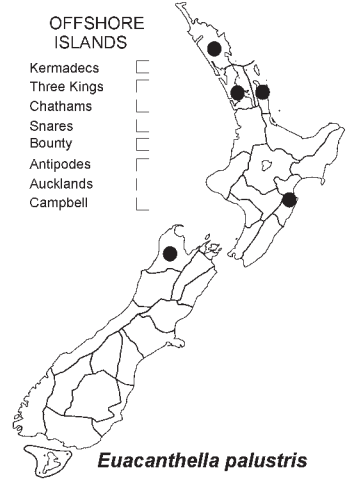 OFFSHORE
ISLANDS
Kermadecs
Three Kings
Chathams
Snares
Bounty
Antipodes
Aucklands
Campbell
Euacanthella palustris